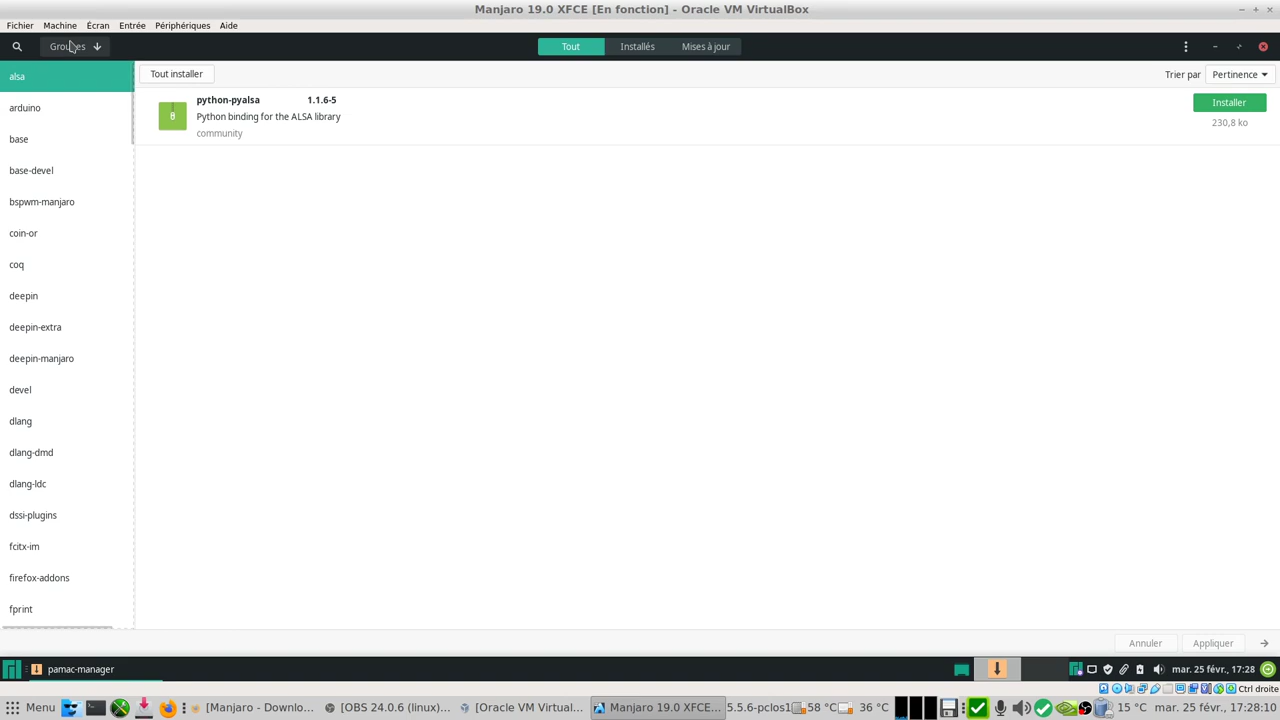 Manjaro 19.0 XFCE [En fonction] - Oracle VM VirtualBox
Fichier Machine Écran Entrée Périphériques Aide
Groupes Tout Installés Mises à jour
alsa
arduino
base
base-devel
bspwm-manjaro
coin-or
coq
deepin
deepin-extra
deepin-manjaro
devel
dlang
dlang-dmd
dlang-ldc
dssi-plugins
fcitx-im
firefox-addons
fprint
Tout installer Trier par Pertinence
python-pyalsa 1.1.6-5
Python binding for the ALSA library
community
Installer
230,8 ko
Annuler Appliquer
pamac-manager mar. 25 févr., 17:28
Ctrl droite
Menu [Manjaro - Downlo... [OBS 24.0.6 (linux)... [Oracle VM Virtual... Manjaro 19.0 XFCE... 5.5.6-pclos1 58 °C 36 °C 15 °C mar. 25 févr., 17:28:10